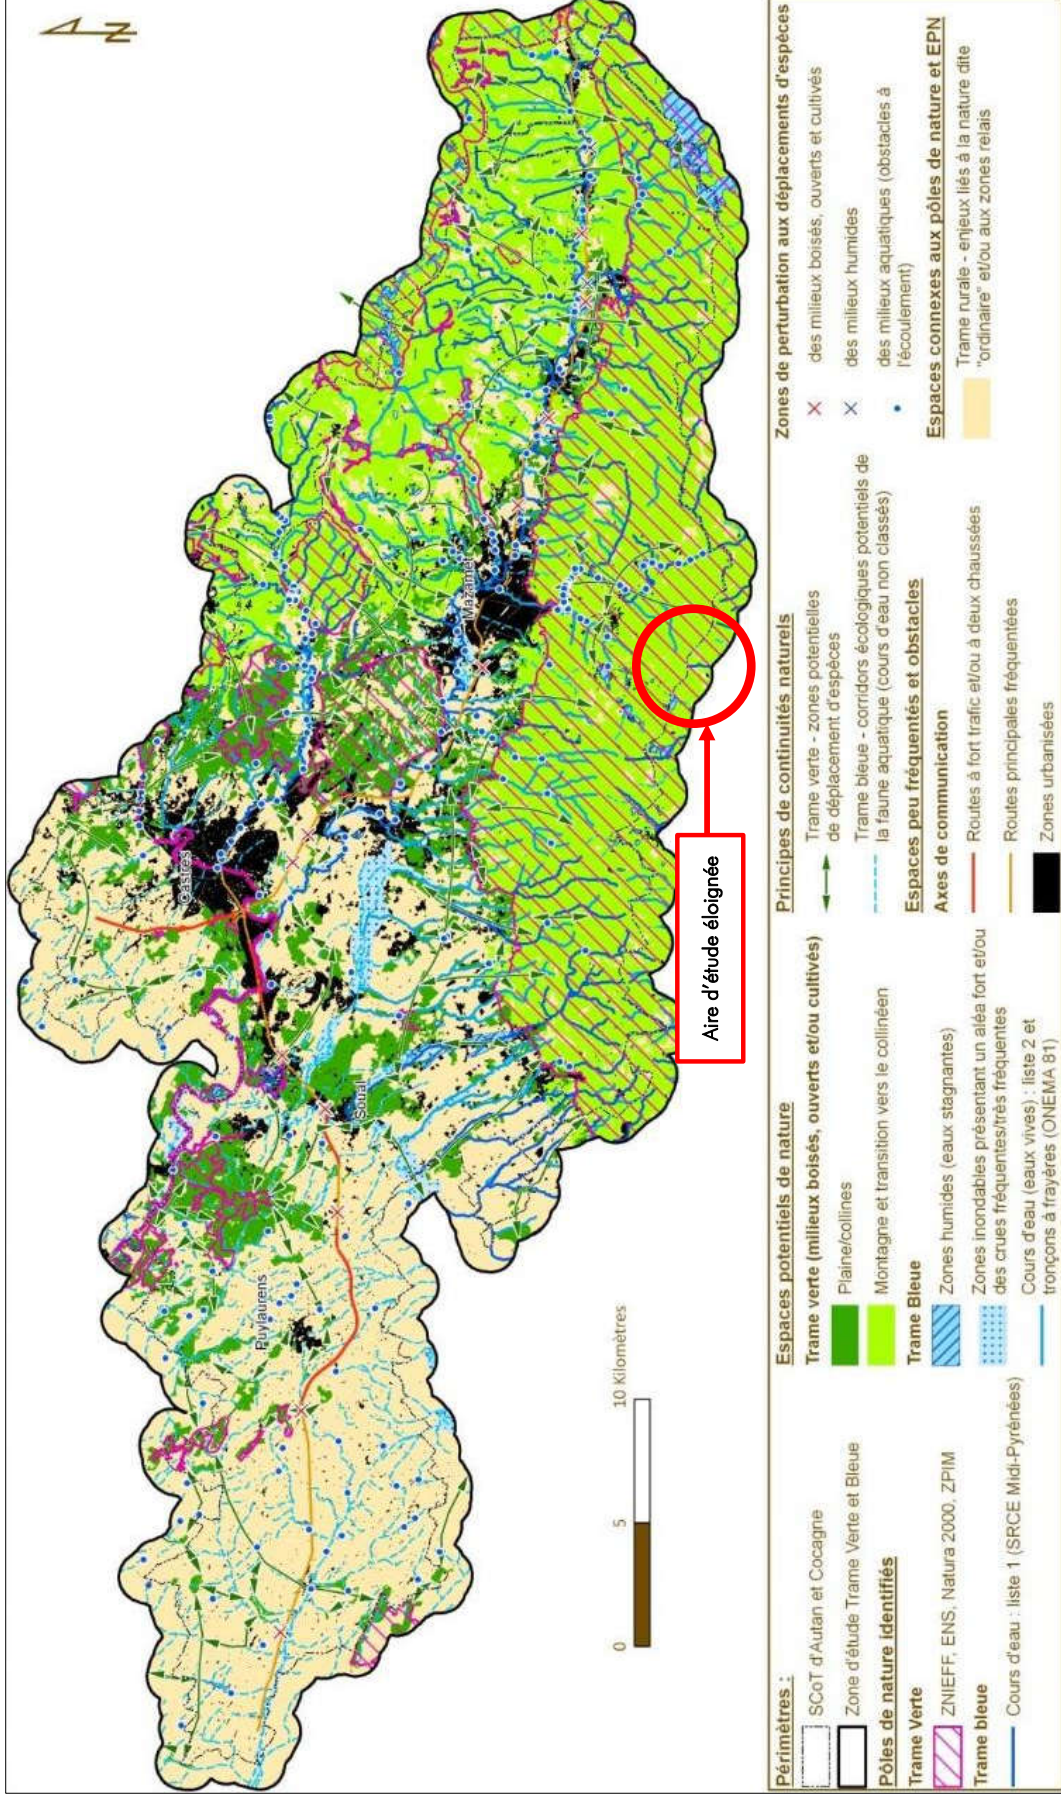 N
Castres
Mazamet
Soual
Puylaurens
Aire d'étude éloignée
0
5
10 Kilomètres
Périmètres :
SCoT d'Autan et Cocagne
Zone d'étude Trame Verte et Bleue
Pôles de nature identifiés
Trame Verte
ZNIEFF, ENS, Natura 2000, ZPIM
Trame bleue
Cours d'eau : liste 1 (SRCE Midi-Pyrénées)
Espaces potentiels de nature
Trame verte (milieux boisés, ouverts et/ou cultivés)
Plaine/collines
Montagne et transition vers le collinéen
Trame Bleue
Zones humides (eaux stagnantes)
Zones inondables présentant un aléa fort et/ou
des crues fréquentes/très fréquentes
Cours d'eau (eaux vives) : liste 2 et
tronçons à frayères (ONEMA 81)
Principes de continuités naturels
Trame verte - zones potentielles
de déplacement d'espèces
Trame bleue - corridors écologiques potentiels de
la faune aquatique (cours d'eau non classés)
Espaces peu fréquentés et obstacles
Axes de communication
Routes à fort trafic et/ou à deux chaussées
Routes principales fréquentées
Zones urbanisées
Zones de perturbation aux déplacements d'espèces
des milieux boisés, ouverts et cultivés
des milieux humides
des milieux aquatiques (obstacles à
l'écoulement)
Espaces connexes aux pôles de nature et EPN
Trame rurale - enjeux liés à la nature dite
"ordinaire" et/ou aux zones relais